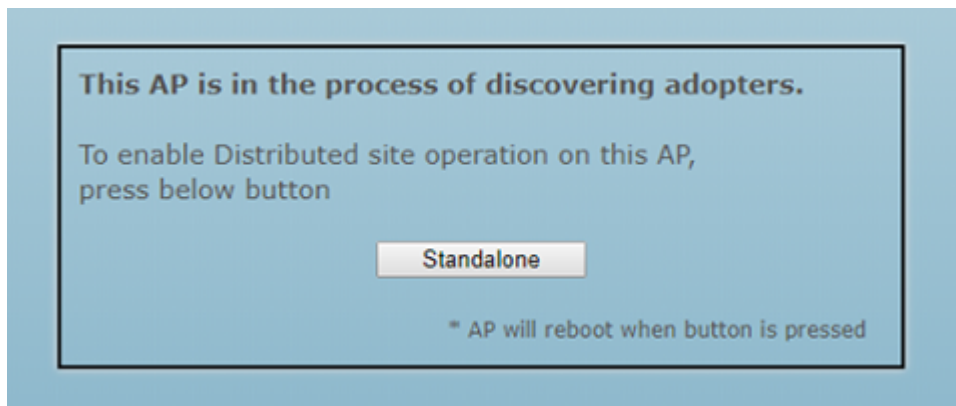 This AP is in the process of discovering adopters.
To enable Distributed site operation on this AP,
press below button
Standalone
* AP will reboot when button is pressed